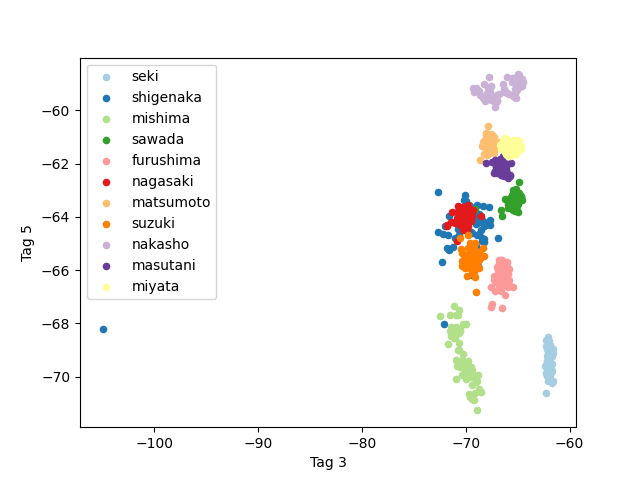 seki
shigenaka
mishima
sawada
furushima
nagasaki
matsumoto
suzuki
nakasho
masutani
miyata
Tag 5
−60
−62
−64
−66
−68
−70
−100
−90
−80
−70
−60
Tag 3